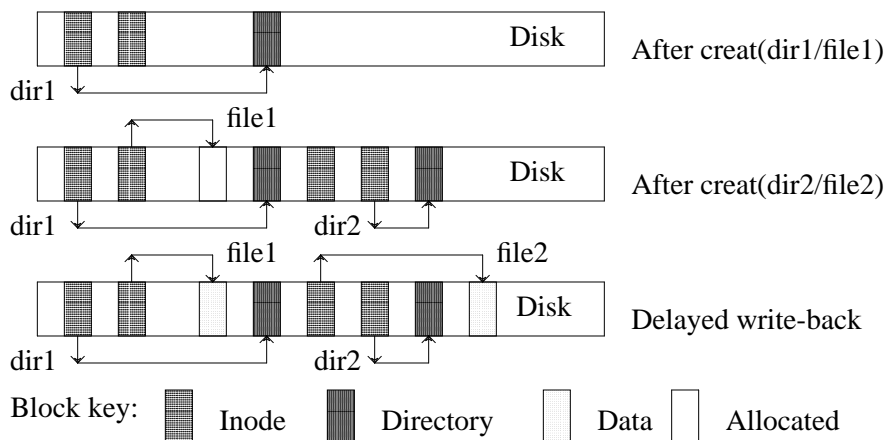 Disk
After creat(dir1/file1)
dir1
file1
Disk
After creat(dir2/file2)
dir1
dir2
file1
file2
Disk
Delayed write-back
dir1
dir2
Block key:
Inode
Directory
Data
Allocated